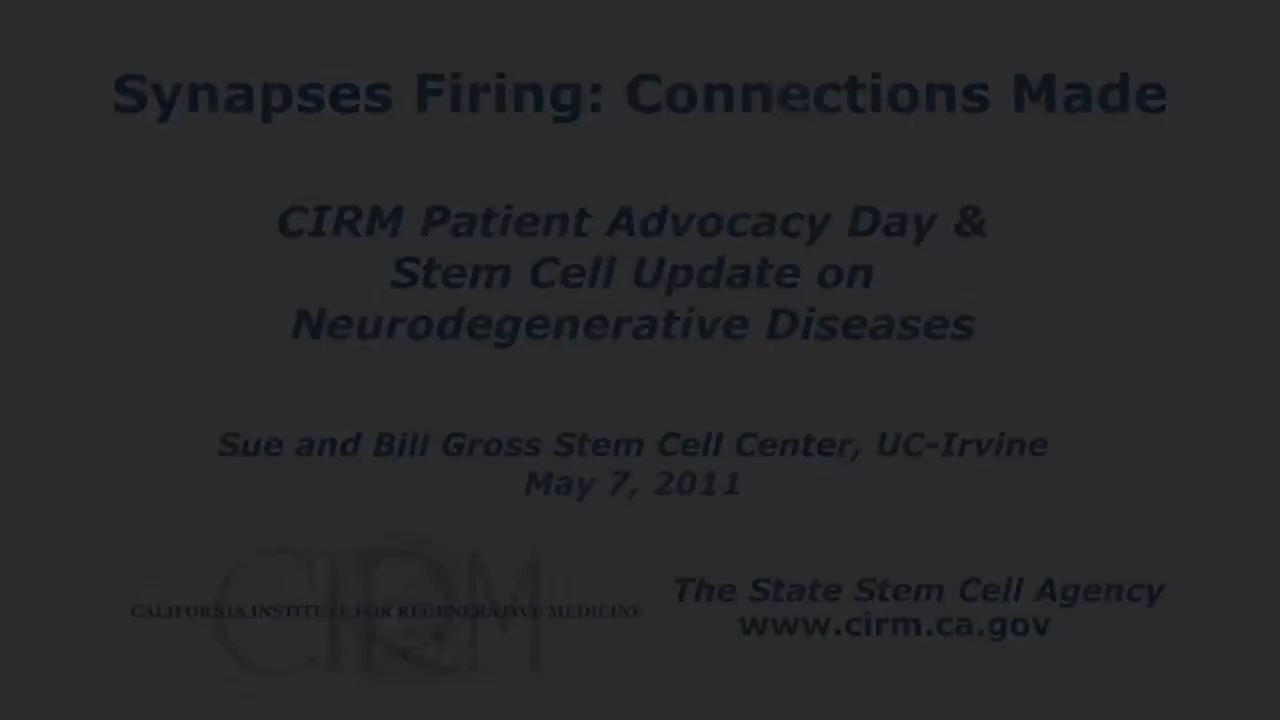 Synapses Firing: Connections Made
CIRM Patient Advocacy Day &
Stem Cell Update on
Neurodegenerative Diseases
Sue and Bill Gross Stem Cell Center, UC-Irvine
May 7, 2011
CIRM
CALIFORNIA INSTITUTE FOR REGENERATIVE MEDICINE
The State Stem Cell Agency
www.cirm.ca.gov